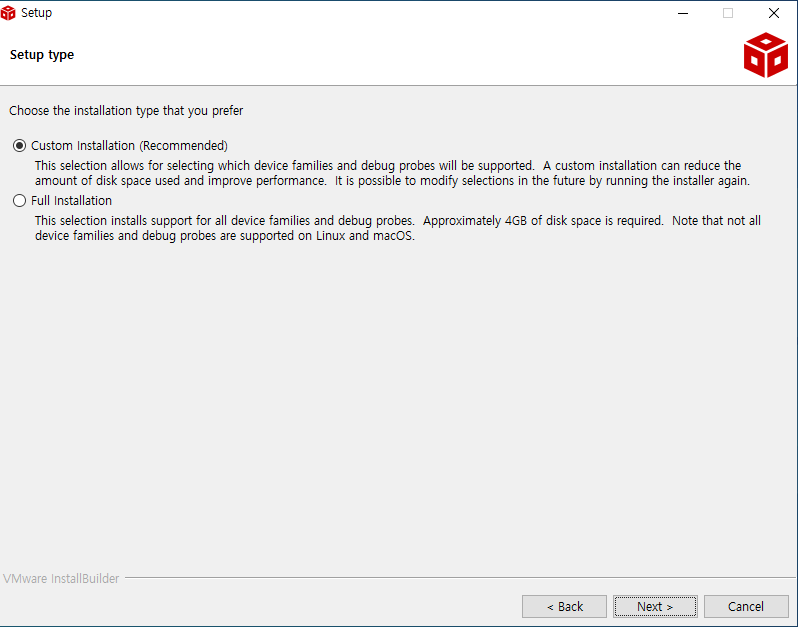 Setup
Setup type
Choose the installation type that you prefer
Custom Installation (Recommended)
This selection allows for selecting which device families and debug probes will be supported.  A custom installation can reduce the
amount of disk space used and improve performance.  It is possible to modify selections in the future by running the installer again.
Full Installation
This selection installs support for all device families and debug probes.  Approximately 4GB of disk space is required.  Note that not all
device families and debug probes are supported on Linux and macOS.
VMware InstallBuilder
< Back Next > Cancel